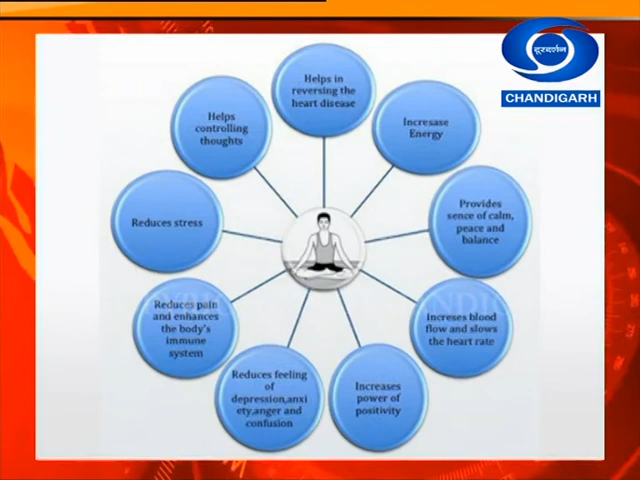 दूरदर्शन
CHANDIGARH
Helps in
reversing the
heart disease
Incresase
Energy
Provides
sence of calm,
peace and
balance
Increses blood
flow and slows
the heart rate
Increases
power of
positivity
Reduces feeling
of
depression,anxi
ety,anger and
confusion
Reduces pain
and enhances
the body's
immune
system
Reduces stress
Helps
controlling
thoughts